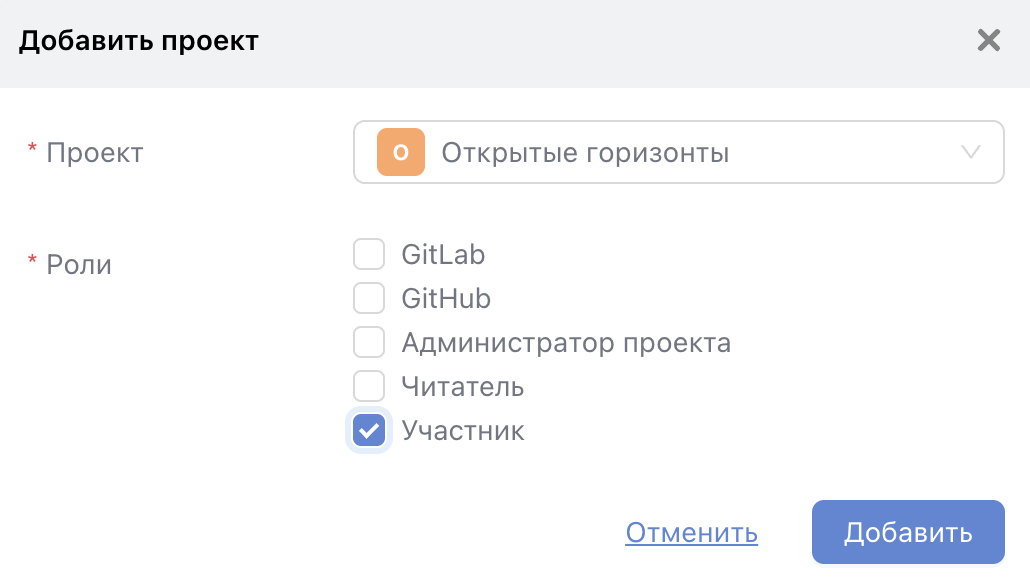 Добавить проект
* Проект
О Открытые горизонты
* Роли
GitLab
GitHub
Администратор проекта
Читатель
Участник
Отменить
Добавить